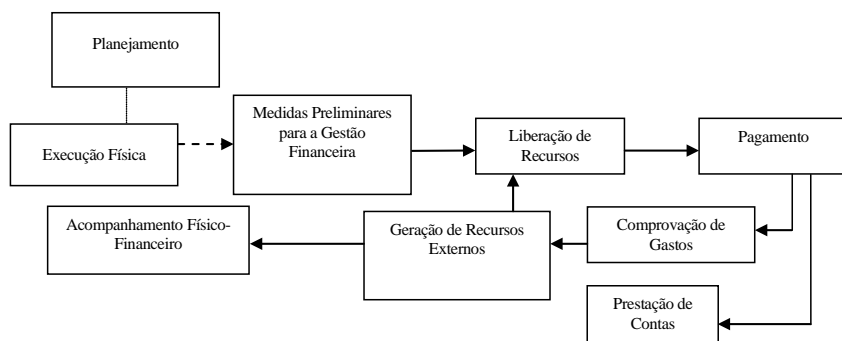 Planejamento
Execução Física
Medidas Preliminares
para a Gestão
Financeira
Liberação de
Recursos
Pagamento
Acompanhamento Físico-
Financeiro
Geração de Recursos
Externos
Comprovação de
Gastos
Prestação de
Contas